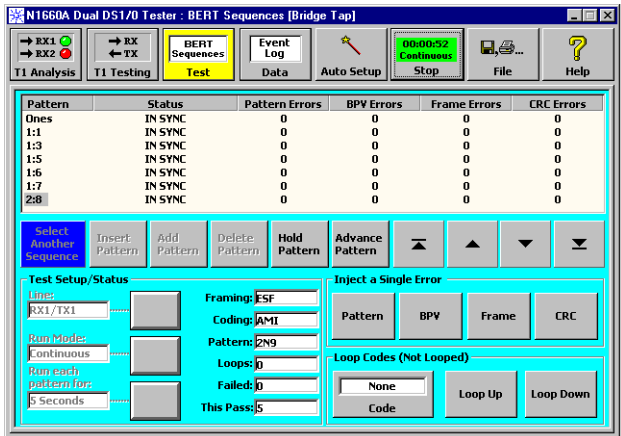 N1660A Dual DS1/0 Tester : BERT Sequences [Bridge Tap]
RX1
RX2
T1 Analysis
RX
TX
T1 Testing
BERT
Sequences
Test
Event
Log
Data
Auto Setup
00:00:52
Continuous
Stop
File
Help
Pattern Status Pattern Errors BPV Errors Frame Errors CRC Errors
Ones IN SYNC 0 0 0 0
1:1 IN SYNC 0 0 0 0
1:3 IN SYNC 0 0 0 0
1:5 IN SYNC 0 0 0 0
1:6 IN SYNC 0 0 0 0
1:7 IN SYNC 0 0 0 0
2:8 IN SYNC 0 0 0 0
Select
Another
Sequence
Insert
Pattern
Add
Pattern
Delete
Pattern
Hold
Pattern
Advance
Pattern
Test Setup/Status
Line:
RX1/TX1
Run Mode:
Continuous
Run each
pattern for:
5 Seconds
Framing: ESF
Coding: AMI
Pattern: 2N9
Loops: 0
Failed: 0
This Pass: 5
Inject a Single Error
Pattern
BPV
Frame
CRC
Loop Codes (Not Looped)
None
Code
Loop Up
Loop Down